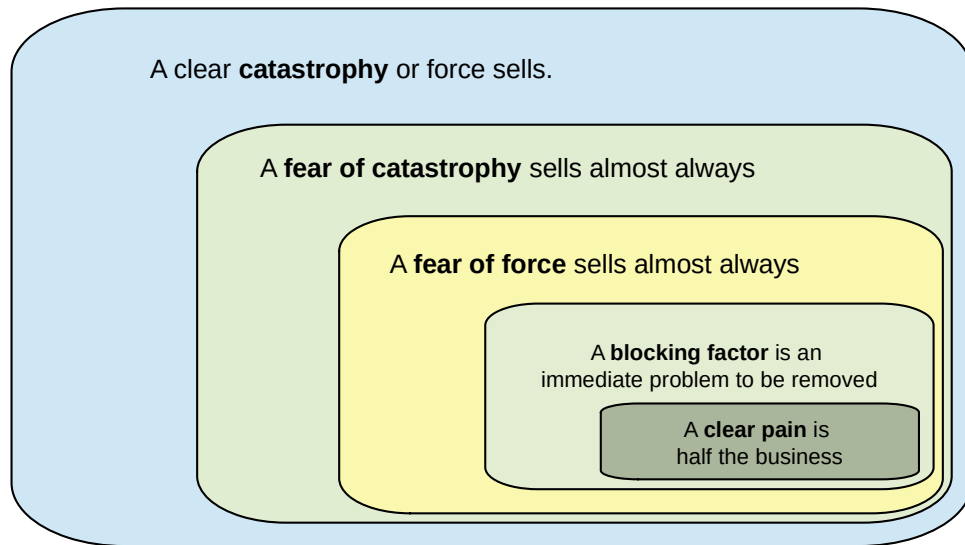 A clear catastrophy or force sells.
A fear of catastrophy sells almost always
A fear of force sells almost always
A blocking factor is an
immediate problem to be removed
A clear pain is
half the business